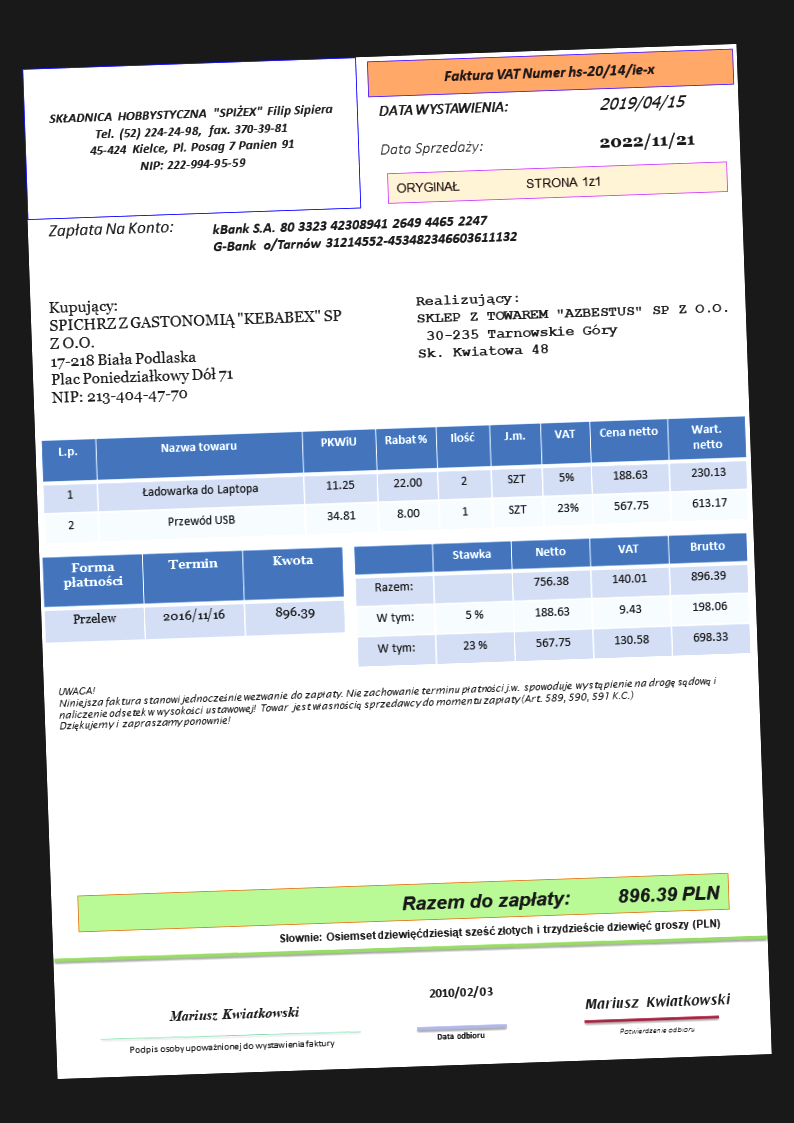 SKŁADNICA HOBBYSTYCZNA "SPIŻEX" Filip Sipiera
Tel. (52) 224-24-98, fax. 370-39-81
45-424 Kielce, Pl. Posag 7 Panien 91
NIP: 222-994-95-59
Faktura VAT Numer hs-20/14/ie-x
DATA WYSTAWIENIA: 2019/04/15
Data Sprzedaży: 2022/11/21
ORYGINAŁ STRONA 1z1
Zapłata Na Konto: kBank S.A. 80 3323 42308941 2649 4465 2247
G-Bank o/Tarnów 31214552-453482346603611132
Kupujący:
SPICHRZ Z GASTONOMIĄ "KEBABEX" SP
Z O.O.
17-218 Biała Podlaska
Plac Poniedziałkowy Dół 71
NIP: 213-404-47-70
Realizujący:
SKLEP Z TOWAREM "AZBESTUS" SP Z O.O.
30-235 Tarnowskie Góry
Sk. Kwiatowa 48
L.p. Nazwa towaru PKWiU Rabat % Ilość J.m. VAT Cena netto Wart. netto
1 Ładowarka do Laptopa 11.25 22.00 2 SZT 5% 188.63 230.13
2 Przewód USB 34.81 8.00 1 SZT 23% 567.75 613.17
Forma płatności Termin Kwota
Przelew 2016/11/16 896.39
Stawka Netto VAT Brutto
Razem: 756.38 140.01 896.39
W tym: 5 % 188.63 9.43 198.06
W tym: 23 % 567.75 130.58 698.33
UWAGA!
Niniejsza faktura stanowi jednocześnie wezwanie do zapłaty. Nie zachowanie terminu płatności j.w. spowoduje wystąpienie na drogę sądową i
naliczenie odsetek w wysokości ustawowej! Towar jest własnością sprzedawcy do momentu zapłaty (Art. 589, 590, 591 K.C.)
Dziękujemy i zapraszamy ponownie!
Razem do zapłaty: 896.39 PLN
Słownie: Osiemset dziewięćdziesiąt sześć złotych i trzydzieście dziewięć groszy (PLN)
Mariusz Kwiatkowski
Podpis osoby upoważnionej do wystawienia faktury
2010/02/03
Data odbioru
Mariusz Kwiatkowski
Potwierdzenie odbioru